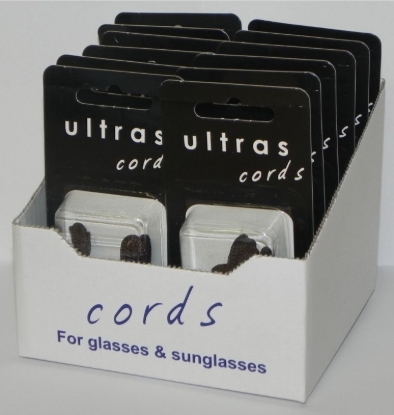 ultras
cords
ultras
cords
cords
For glasses & sunglasses